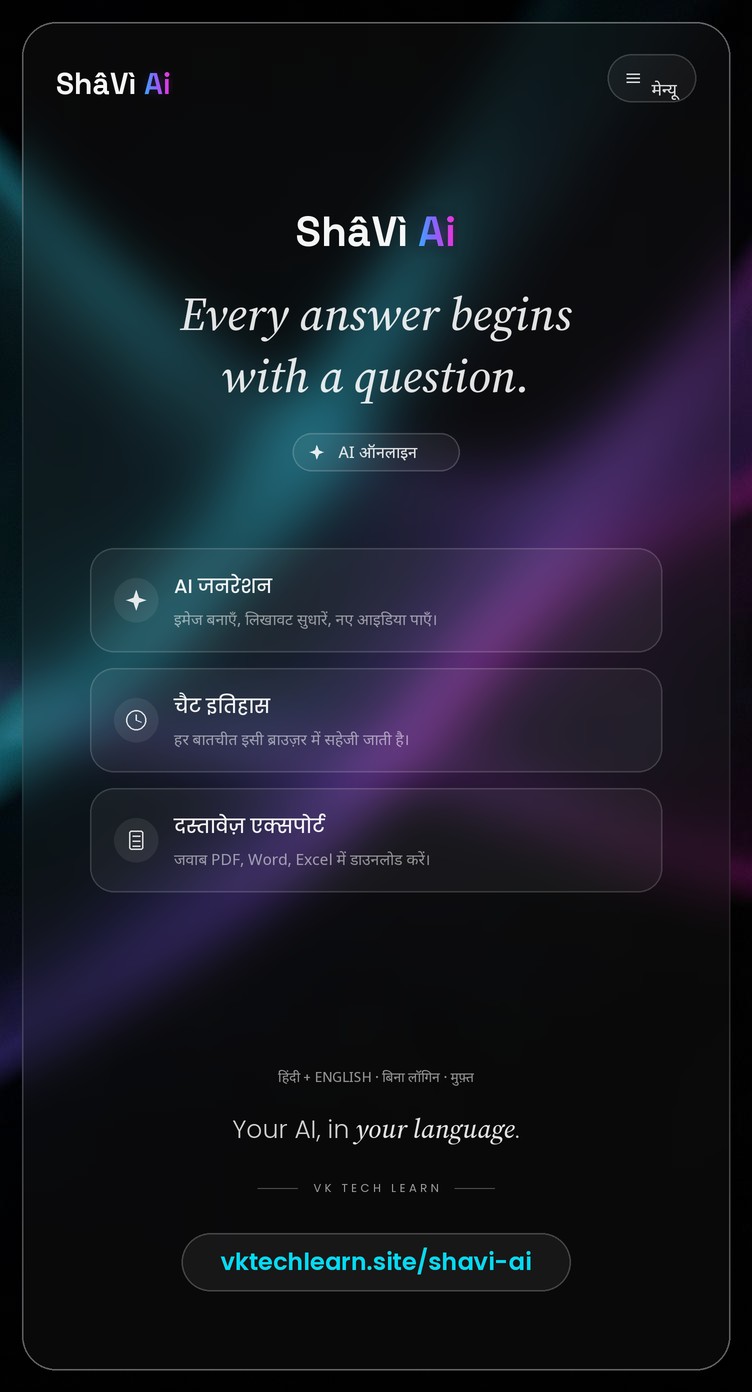 ShâVì Ai
मेन्यू
ShâVì Ai
Every answer begins
with a question.
AI ऑनलाइन
AI जनरेशन
इमेज बनाएँ, लिखावट सुधारें, नए आइडिया पाएँ।
चैट इतिहास
हर बातचीत इसी ब्राउज़र में सहेजी जाती है।
दस्तावेज़ एक्सपोर्ट
जवाब PDF, Word, Excel में डाउनलोड करें।
हिंदी + ENGLISH · बिना लॉगिन · मुफ़्त
Your AI, in your language.
VK TECH LEARN
vktechlearn.site/shavi-ai